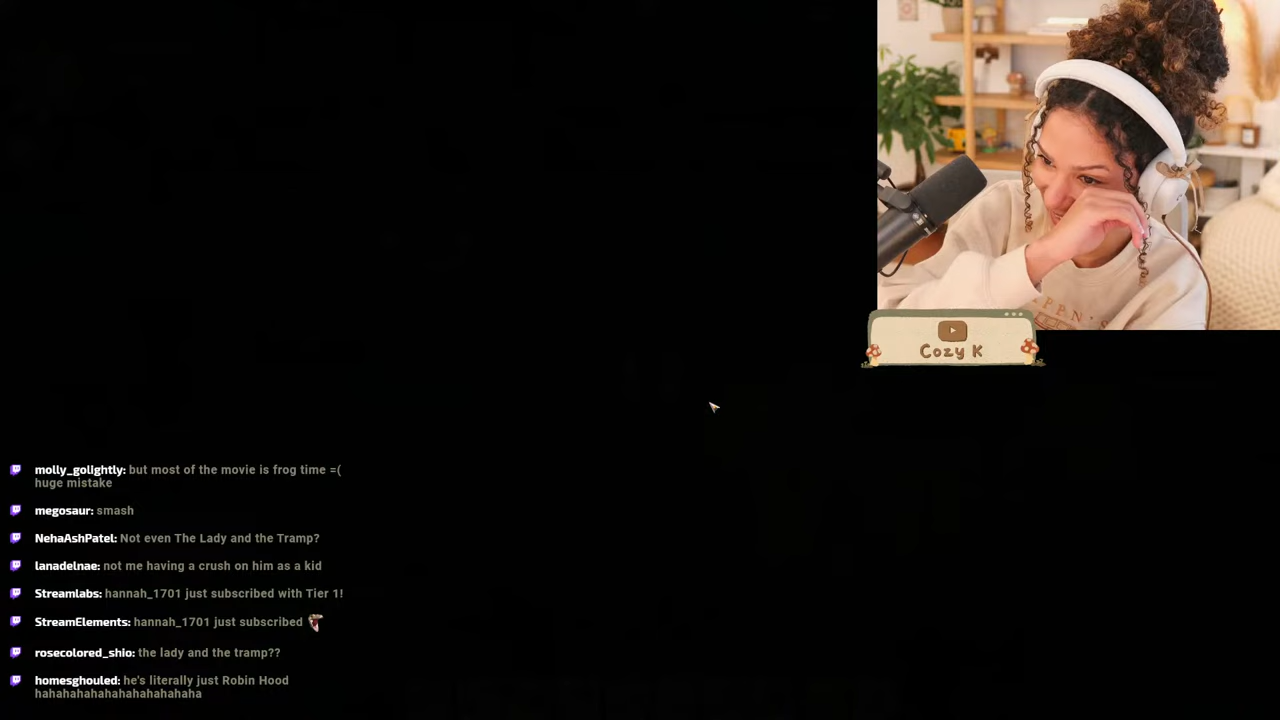 Cozy K
molly_golightly: but most of the movie is frog time =(
huge mistake
megosaur: smash
NehaAshPatel: Not even The Lady and the Tramp?
lanadelnae: not me having a crush on him as a kid
Streamlabs: hannah_1701 just subscribed with Tier 1!
StreamElements: hannah_1701 just subscribed
rosecolored_shio: the lady and the tramp??
homesghouled: he's literally just Robin Hood
hahahahahahahahahahahaha